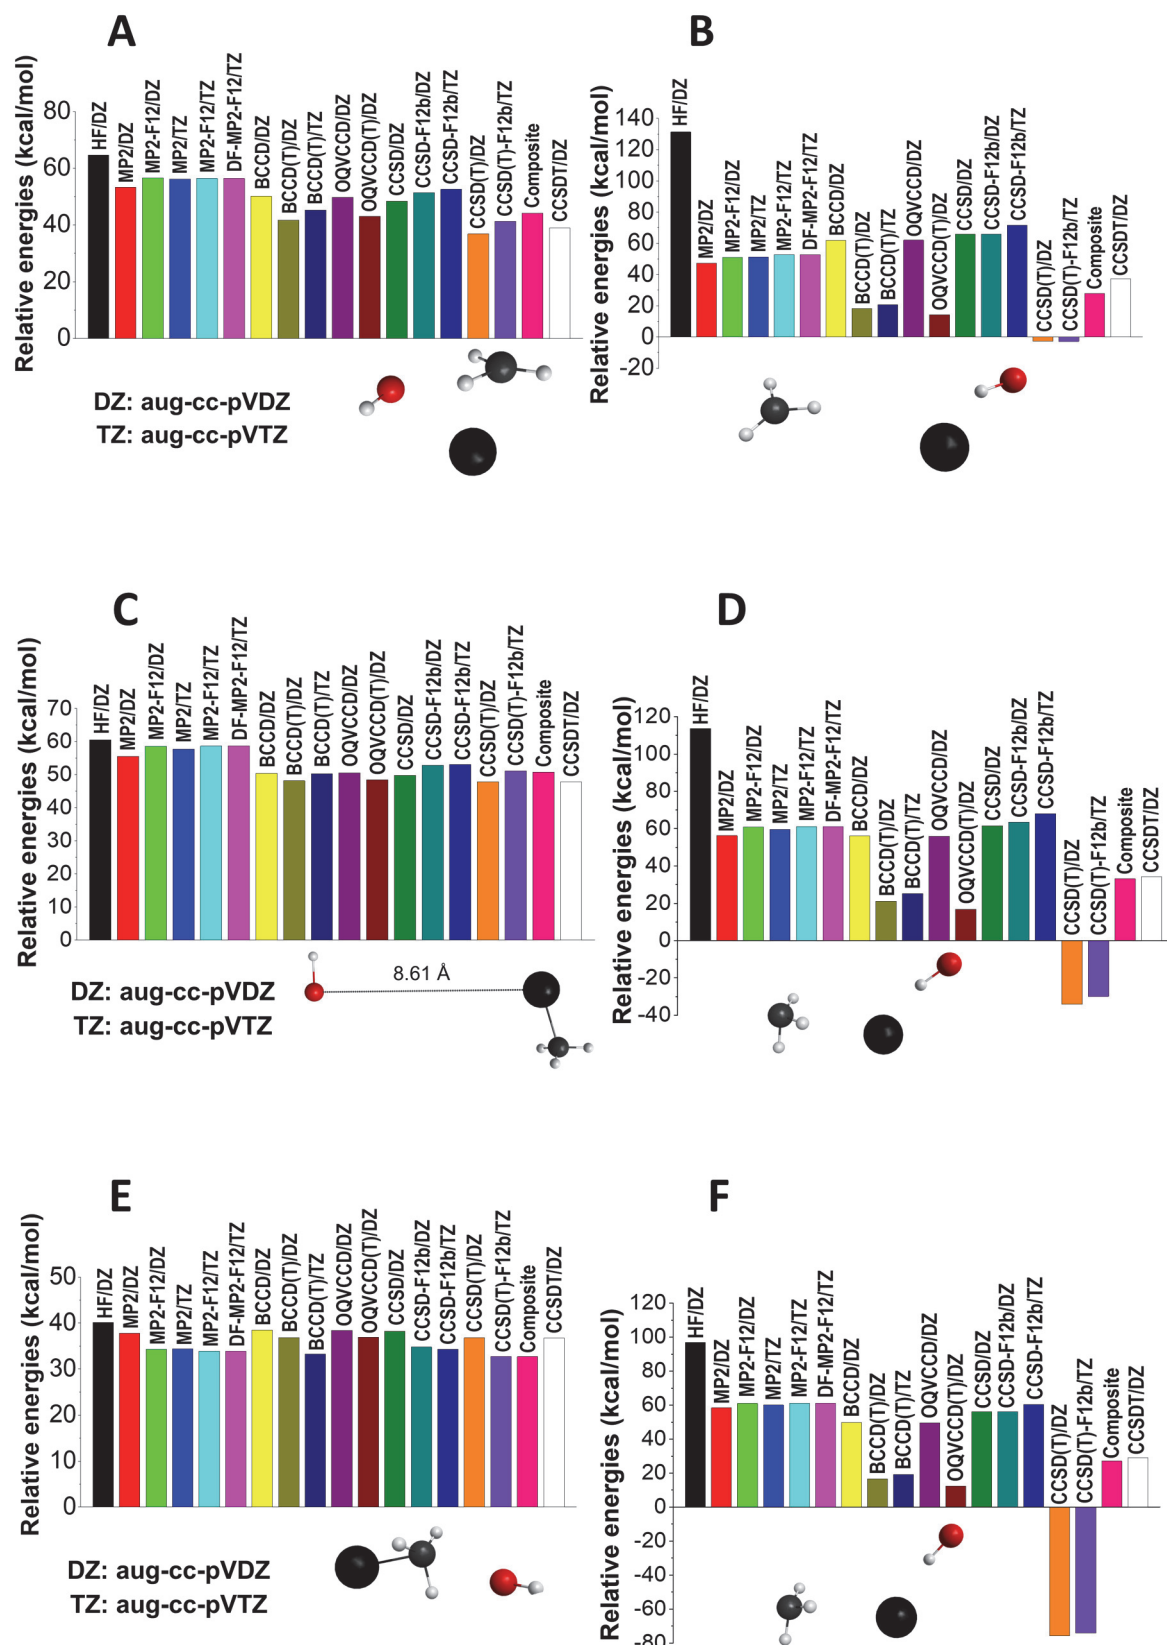 A
Relative energies (kcal/mol)
80
60
40
20
0
HF/DZ
MP2/DZ
MP2-F12/DZ
MP2/TZ
MP2-F12/TZ
DF-MP2-F12/TZ
BCCD/DZ
BCCD(T)/DZ
BCCD(T)/TZ
OQVCCD/DZ
OQVCCD(T)/DZ
CCSD/DZ
CCSD-F12b/DZ
CCSD-F12b/TZ
CCSD(T)/DZ
CCSD(T)-F12b/TZ
Composite
CCSDT/DZ
DZ: aug-cc-pVDZ
TZ: aug-cc-pVTZ
B
Relative energies (kcal/mol)
140
120
100
80
60
40
20
0
-20
HF/DZ
MP2/DZ
MP2-F12/DZ
MP2/TZ
MP2-F12/TZ
DF-MP2-F12/TZ
BCCD/DZ
BCCD(T)/DZ
BCCD(T)/TZ
OQVCCD/DZ
OQVCCD(T)/DZ
CCSD/DZ
CCSD-F12b/DZ
CCSD-F12b/TZ
CCSD(T)/DZ
CCSD(T)-F12b/TZ
Composite
CCSDT/DZ
C
Relative energies (kcal/mol)
70
60
50
40
30
20
10
0
HF/DZ
MP2/DZ
MP2-F12/DZ
MP2/TZ
MP2-F12/TZ
DF-MP2-F12/TZ
BCCD/DZ
BCCD(T)/DZ
BCCD(T)/TZ
OQVCCD/DZ
OQVCCD(T)/DZ
CCSD/DZ
CCSD-F12b/DZ
CCSD-F12b/TZ
CCSD(T)/DZ
CCSD(T)-F12b/TZ
Composite
CCSDT/DZ
8.61 Å
DZ: aug-cc-pVDZ
TZ: aug-cc-pVTZ
D
Relative energies (kcal/mol)
120
100
80
60
40
20
0
-20
-40
HF/DZ
MP2/DZ
MP2-F12/DZ
MP2/TZ
MP2-F12/TZ
DF-MP2-F12/TZ
BCCD/DZ
BCCD(T)/DZ
BCCD(T)/TZ
OQVCCD/DZ
OQVCCD(T)/DZ
CCSD/DZ
CCSD-F12b/DZ
CCSD-F12b/TZ
CCSD(T)/DZ
CCSD(T)-F12b/TZ
Composite
CCSDT/DZ
E
Relative energies (kcal/mol)
50
40
30
20
10
0
HF/DZ
MP2/DZ
MP2-F12/DZ
MP2/TZ
MP2-F12/TZ
DF-MP2-F12/TZ
BCCD/DZ
BCCD(T)/DZ
BCCD(T)/TZ
OQVCCD/DZ
OQVCCD(T)/DZ
CCSD/DZ
CCSD-F12b/DZ
CCSD-F12b/TZ
CCSD(T)/DZ
CCSD(T)-F12b/TZ
Composite
CCSDT/DZ
DZ: aug-cc-pVDZ
TZ: aug-cc-pVTZ
F
Relative energies (kcal/mol)
120
100
80
60
40
20
0
-20
-40
-60
-80
HF/DZ
MP2/DZ
MP2-F12/DZ
MP2/TZ
MP2-F12/TZ
DF-MP2-F12/TZ
BCCD/DZ
BCCD(T)/DZ
BCCD(T)/TZ
OQVCCD/DZ
OQVCCD(T)/DZ
CCSD/DZ
CCSD-F12b/DZ
CCSD-F12b/TZ
CCSD(T)/DZ
CCSD(T)-F12b/TZ
Composite
CCSDT/DZ